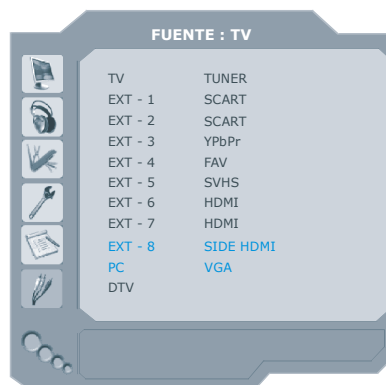 FUENTE : TV
TV TUNER
EXT - 1 SCART
EXT - 2 SCART
EXT - 3 YPbPr
EXT - 4 FAV
EXT - 5 SVHS
EXT - 6 HDMI
EXT - 7 HDMI
EXT - 8 SIDE HDMI
PC VGA
DTV